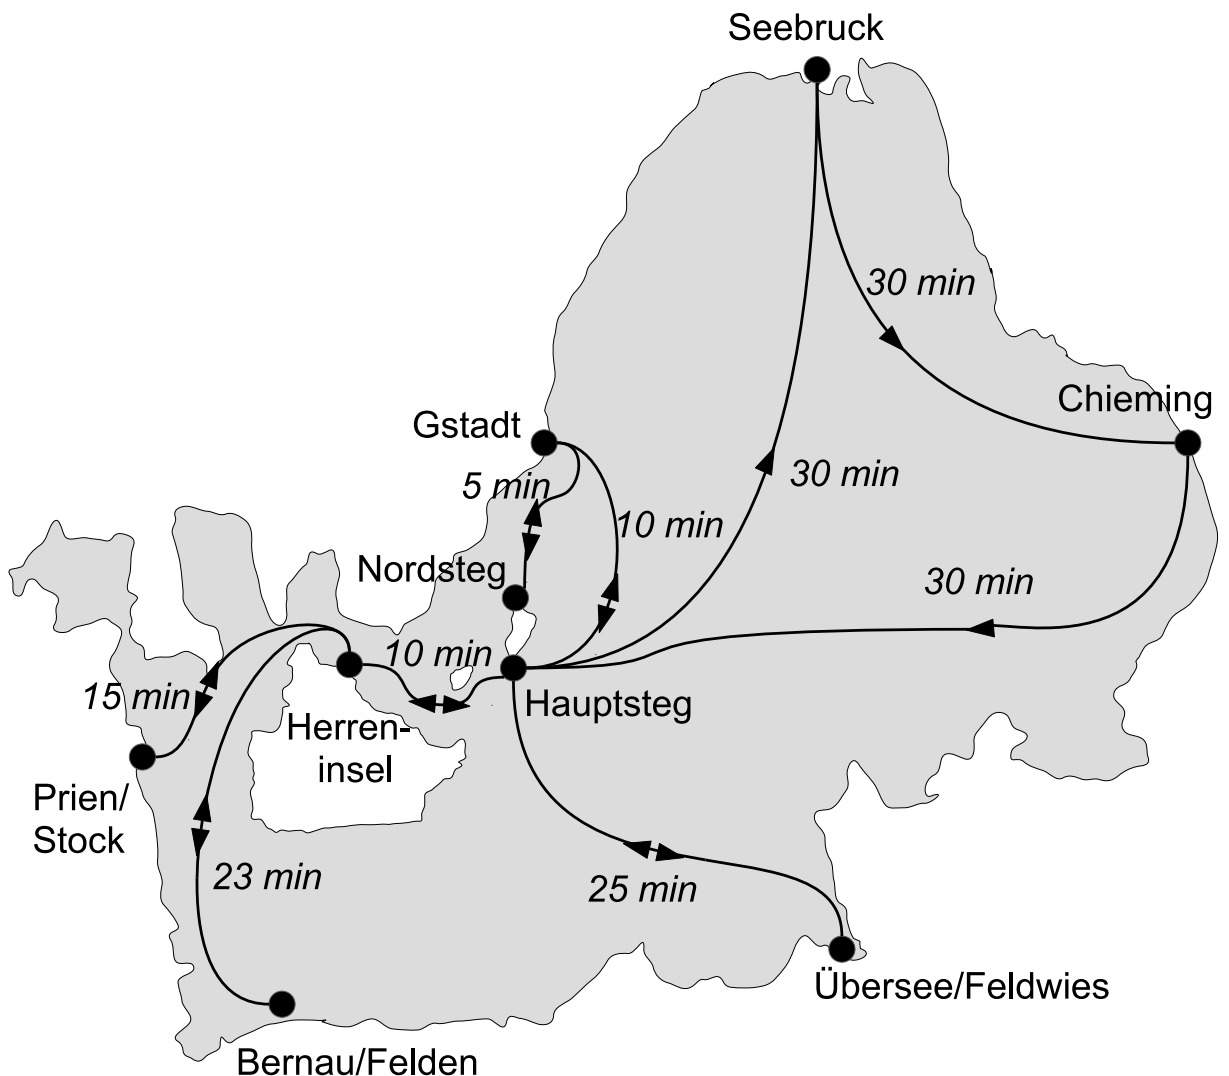 Seebruck
30 min
Chieming
Gstadt
5 min
30 min
10 min
Nordsteg
30 min
10 min
15 min
Hauptsteg
Herren-
insel
Prien/
Stock
23 min
25 min
Übersee/Feldwies
Bernau/Felden